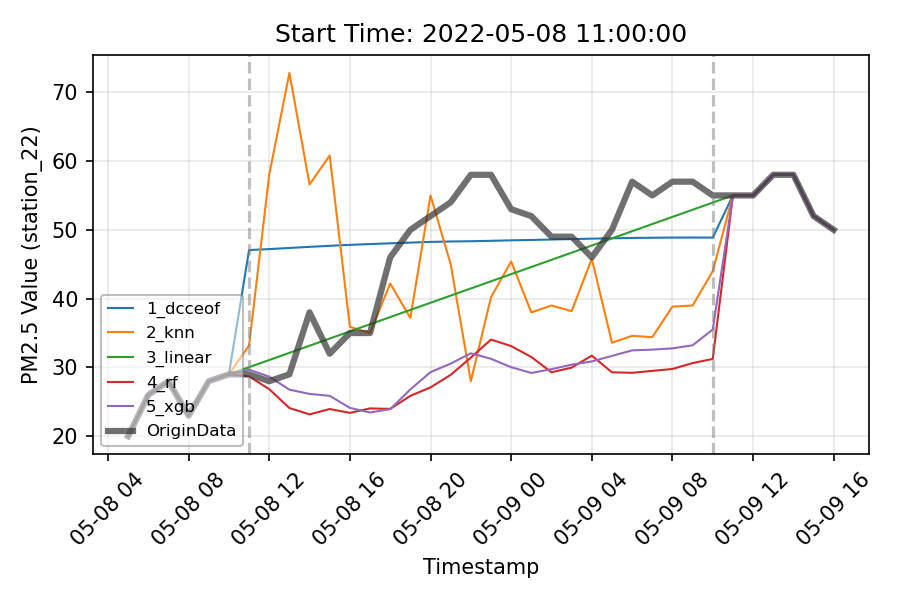 Start Time: 2022-05-08 11:00:00
PM2.5 Value (station_22)
70
60
50
40
30
20
1_dcceof
2_knn
3_linear
4_rf
5_xgb
OriginData
05-08 04
05-08 08
05-08 12
05-08 16
05-08 20
05-09 00
05-09 04
05-09 08
05-09 12
05-09 16
Timestamp